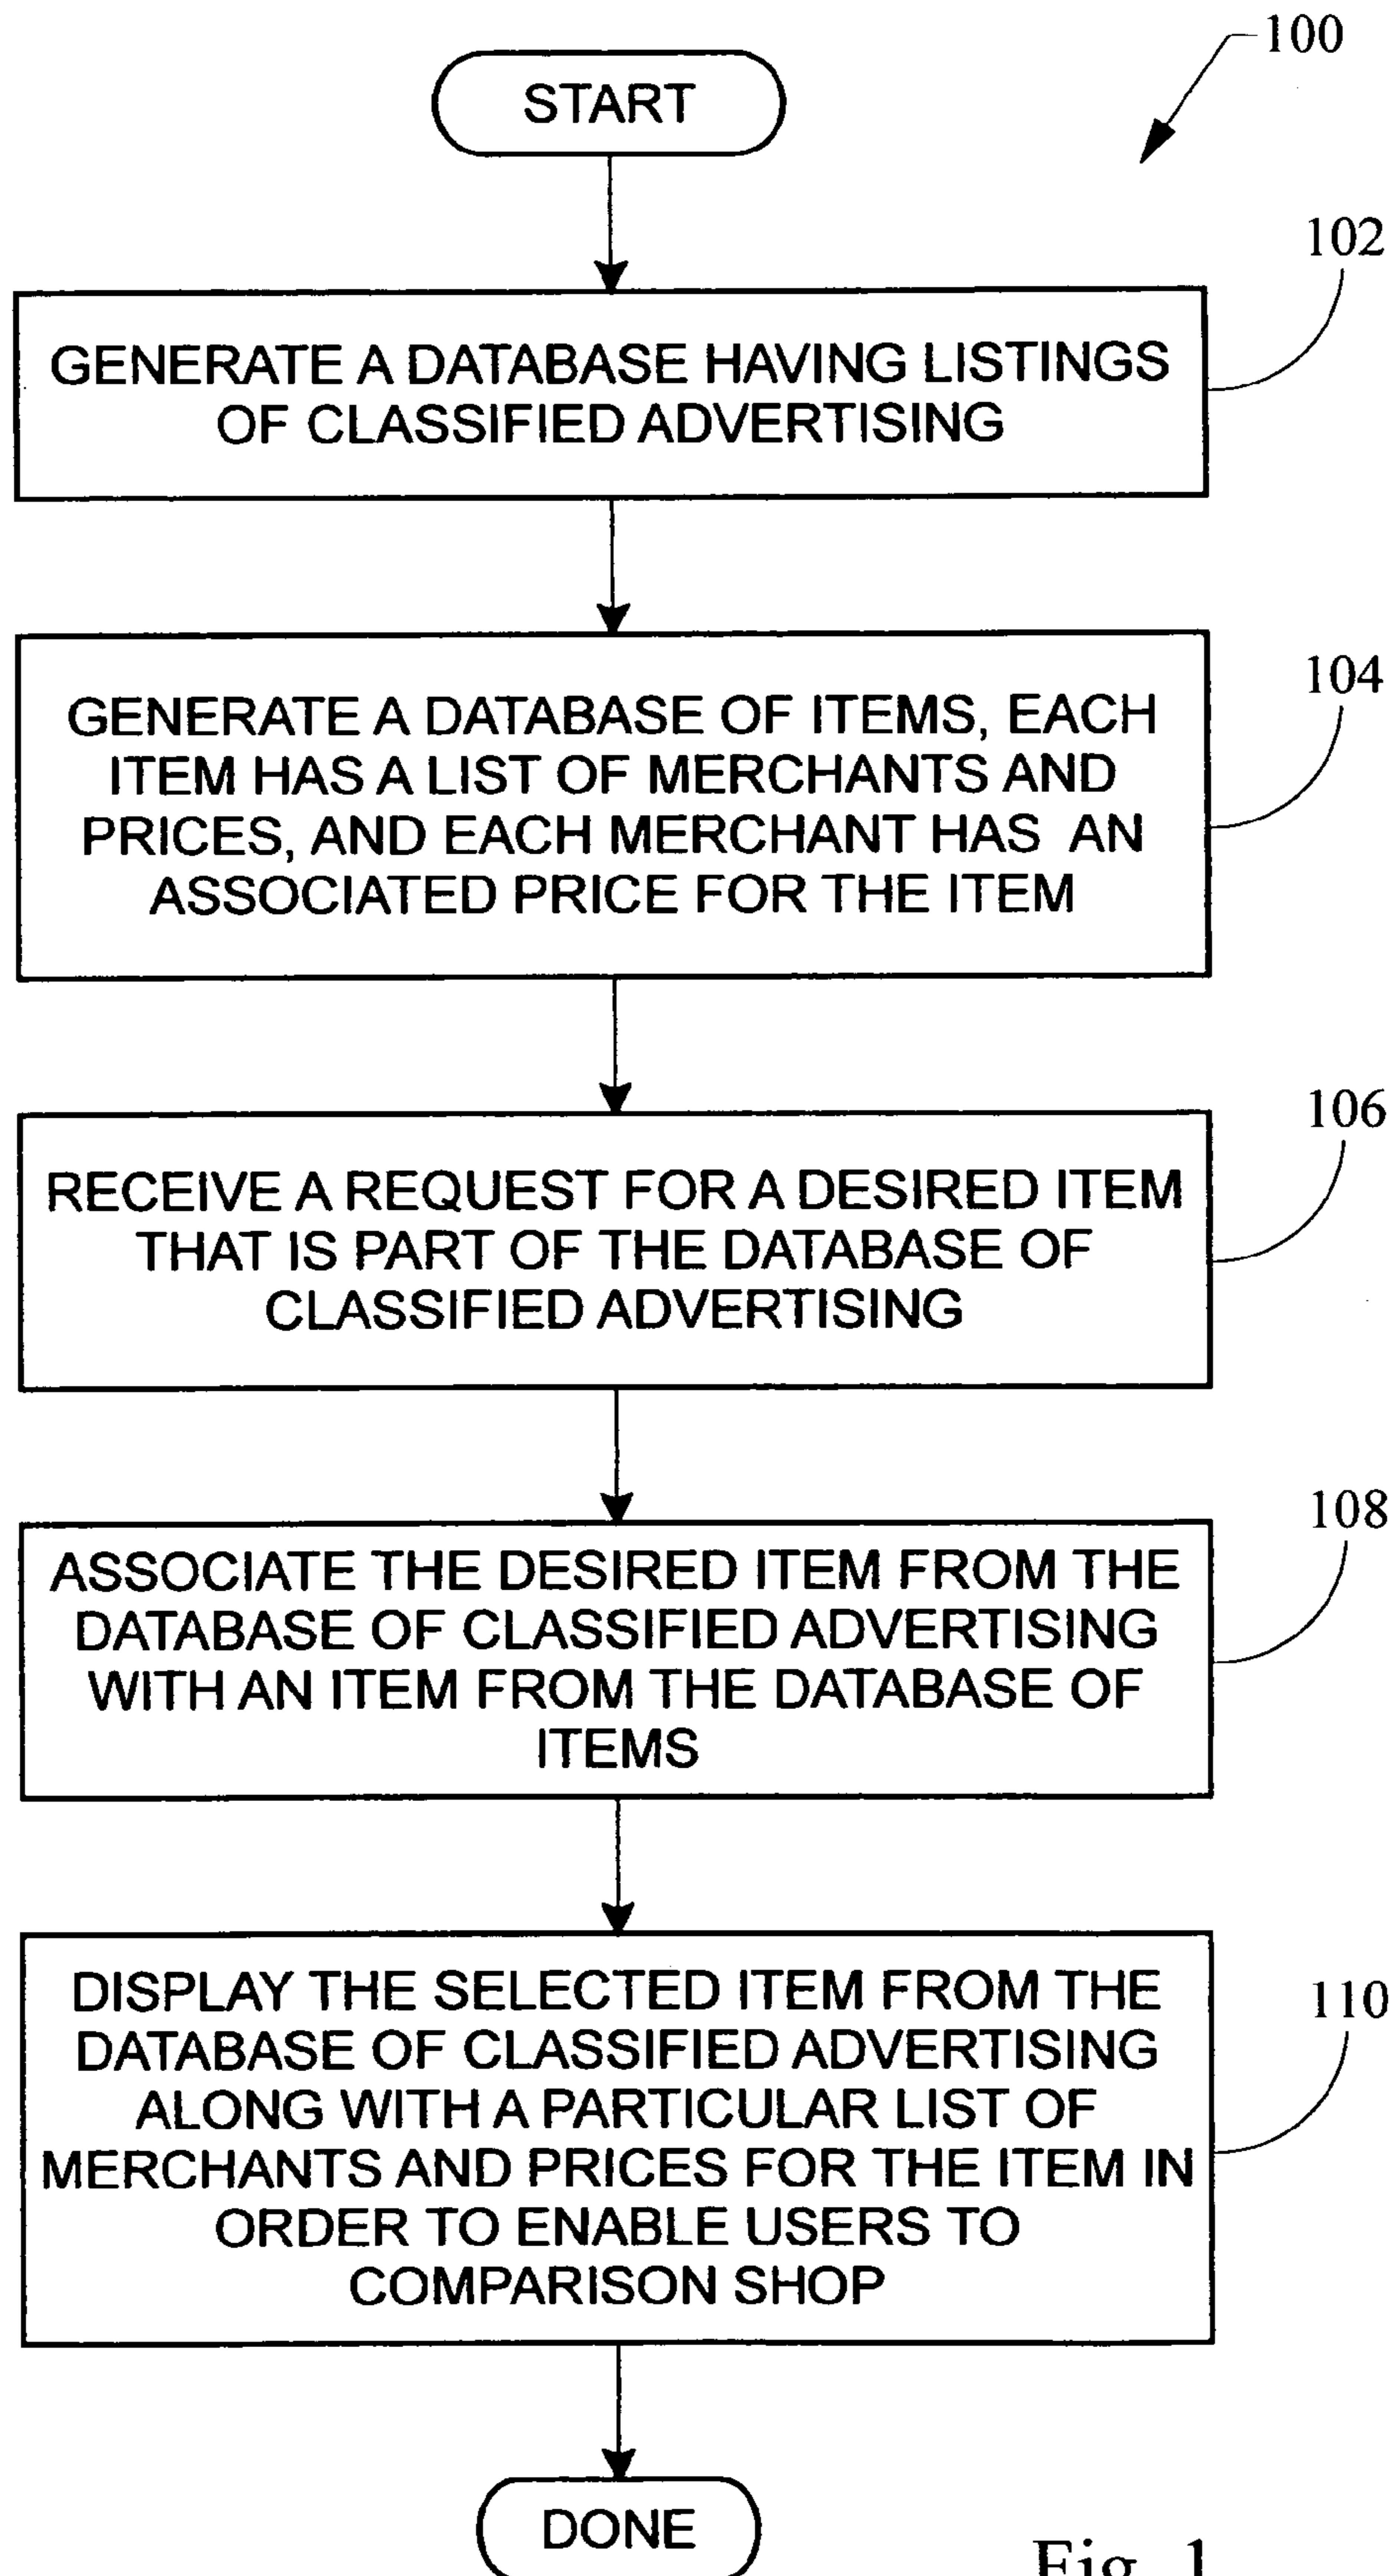 100
START
102
GENERATE A DATABASE HAVING LISTINGS
OF CLASSIFIED ADVERTISING
104
GENERATE A DATABASE OF ITEMS, EACH
ITEM HAS A LIST OF MERCHANTS AND
PRICES, AND EACH MERCHANT HAS AN
ASSOCIATED PRICE FOR THE ITEM
106
RECEIVE A REQUEST FOR A DESIRED ITEM
THAT IS PART OF THE DATABASE OF
CLASSIFIED ADVERTISING
108
ASSOCIATE THE DESIRED ITEM FROM THE
DATABASE OF CLASSIFIED ADVERTISING
WITH AN ITEM FROM THE DATABASE OF
ITEMS
110
DISPLAY THE SELECTED ITEM FROM THE
DATABASE OF CLASSIFIED ADVERTISING
ALONG WITH A PARTICULAR LIST OF
MERCHANTS AND PRICES FOR THE ITEM IN
ORDER TO ENABLE USERS TO
COMPARISON SHOP
DONE
Fig. 1